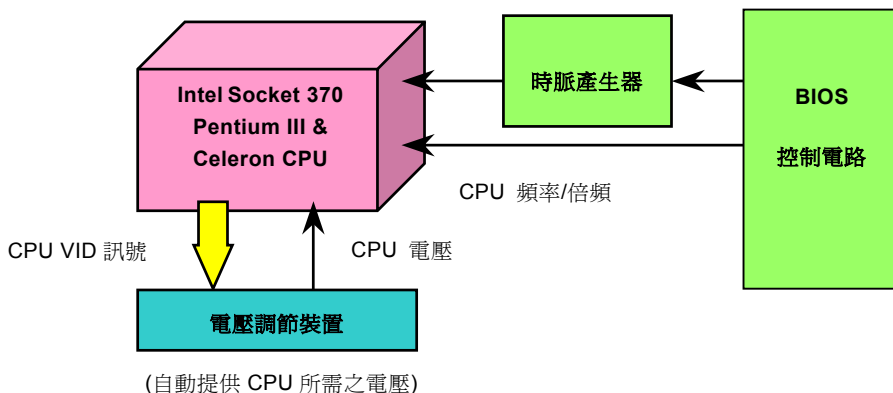 Intel Socket 370
Pentium III &
Celeron CPU
時脈產生器
BIOS
控制電路
CPU 頻率/倍頻
CPU VID 訊號
CPU 電壓
電壓調節裝置
(自動提供 CPU 所需之電壓)